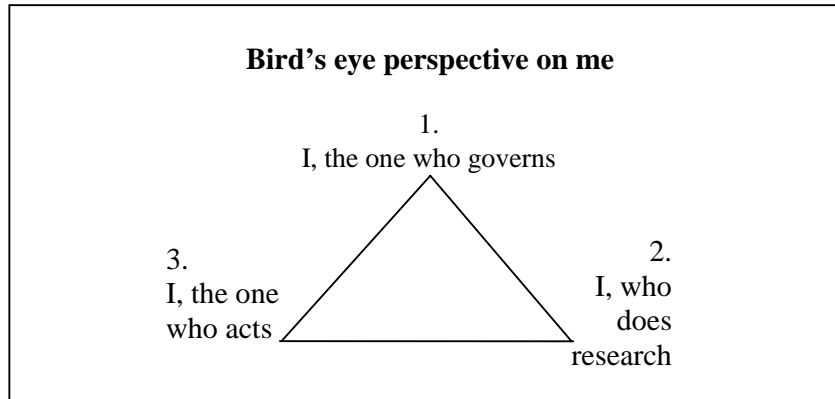 Bird's eye perspective on me
1.
I, the one who governs
2.
I, who
does
research
3.
I, the one
who acts